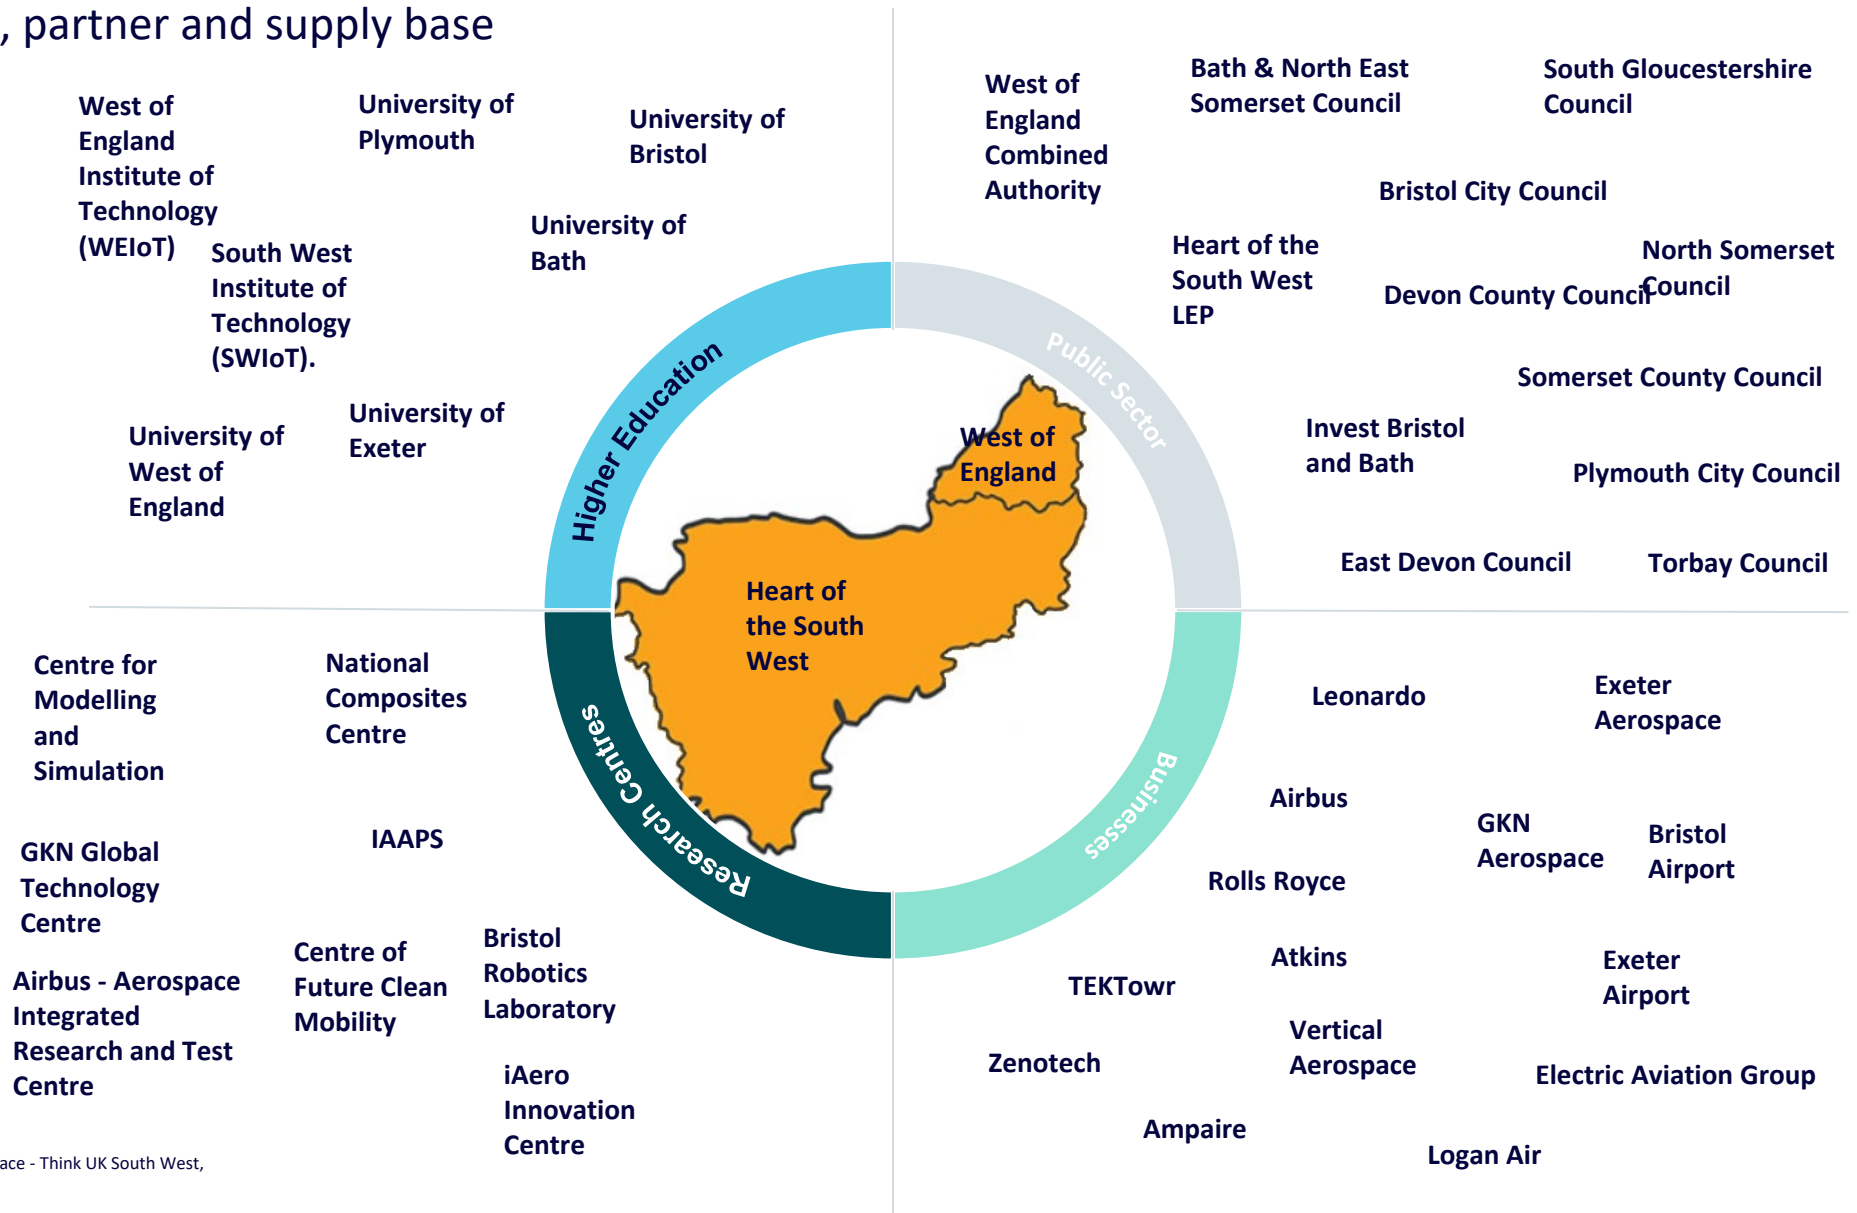 , partner and supply base
West of
England
Institute of
Technology
(WEIoT)
University of
Plymouth
University of
Bristol
University of
Bath
South West
Institute of
Technology
(SWIoT).
University of
Exeter
University of
West of
England
Higher Education
West of
England
Combined
Authority
Bath & North East
Somerset Council
South Gloucestershire
Council
Bristol City Council
Heart of the
South West
LEP
North Somerset
Council
Devon County Council
Somerset County Council
Invest Bristol
and Bath
Plymouth City Council
East Devon Council
Torbay Council
Public Sector
West of
England
Heart of
the South
West
Centre for
Modelling
and
Simulation
National
Composites
Centre
IAAPS
GKN Global
Technology
Centre
Centre of
Future Clean
Mobility
Bristol
Robotics
Laboratory
Airbus - Aerospace
Integrated
Research and Test
Centre
iAero
Innovation
Centre
Research Centres
Businesses
Leonardo
Exeter
Aerospace
Airbus
GKN
Aerospace
Bristol
Airport
Rolls Royce
Atkins
Exeter
Airport
TEKTowr
Vertical
Aerospace
Zenotech
Electric Aviation Group
Ampaire
Logan Air
ace - Think UK South West,